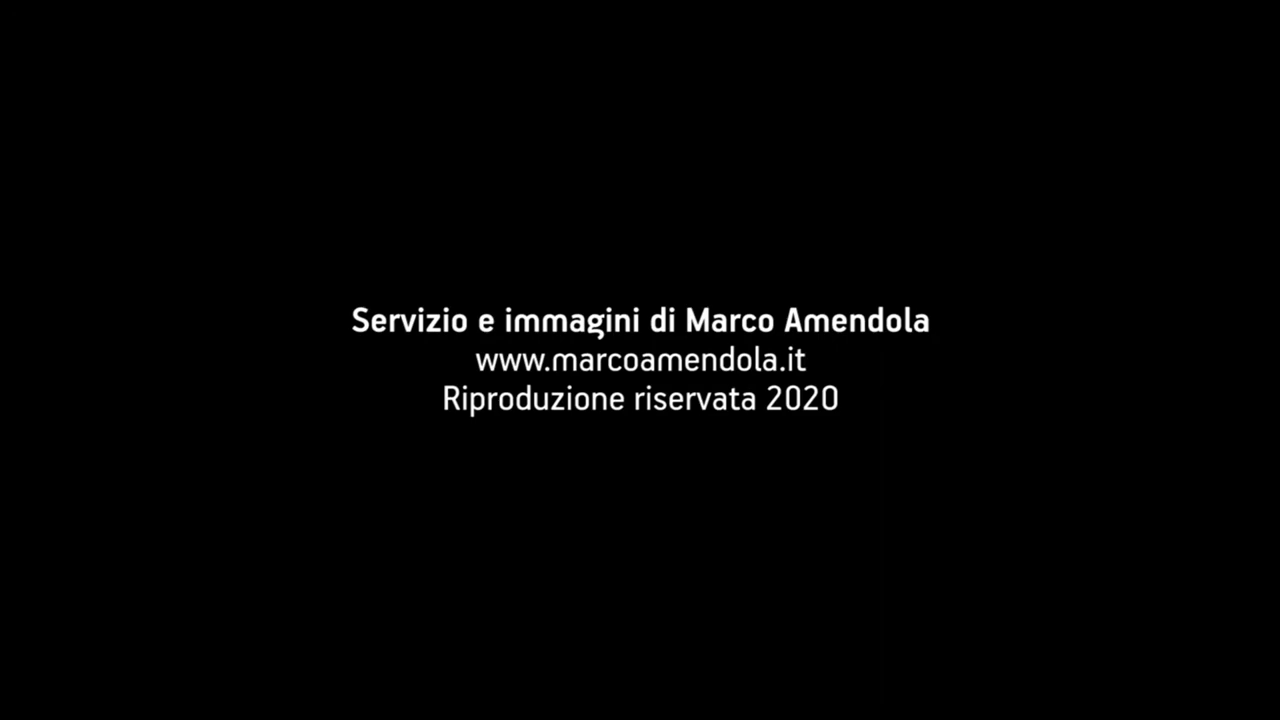 Servizio e immagini di Marco Amendola
www.marcoamendola.it
Riproduzione riservata 2020